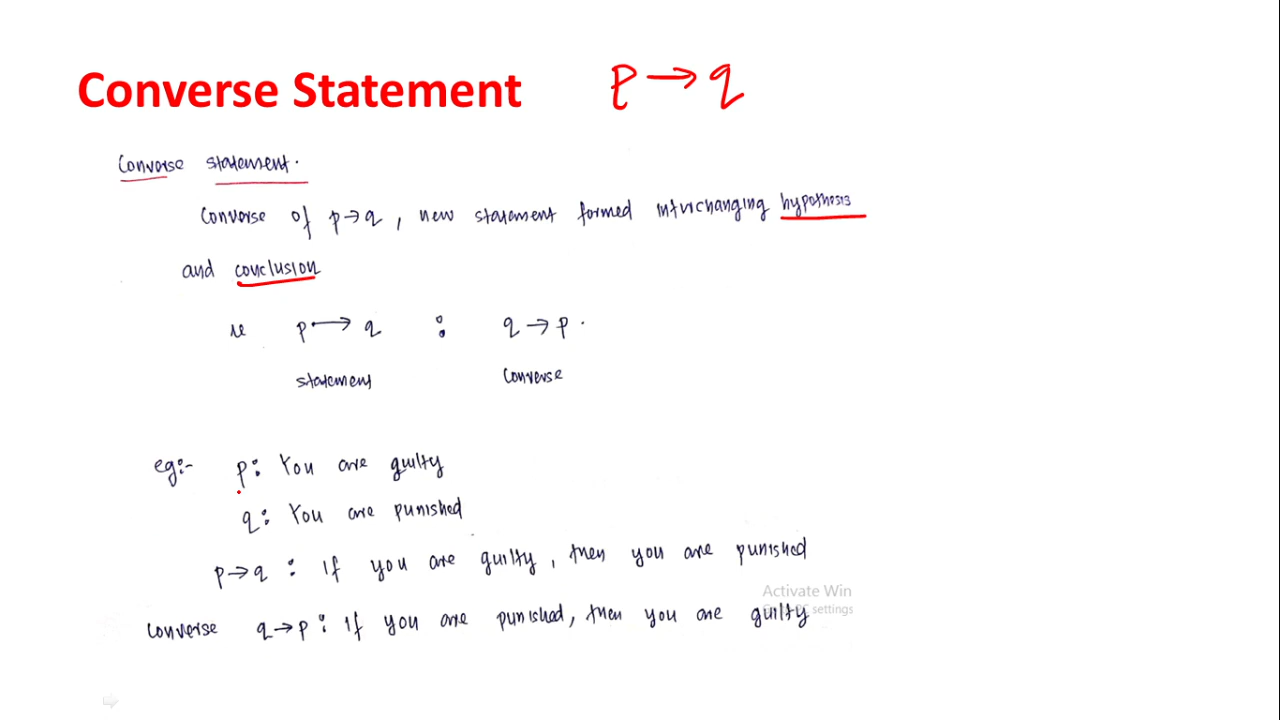 Converse Statement p → q
Converse statement.
Converse of p → q , new statement formed intrichanging hypothesis
and conclusion
ie p → q : q → p .
statement Converse
eg:- p: You are guilty
q: You are punished
p → q : If you are guilty, then you are punished
Activate Win
settings
Converse q → p : If you are punished, then you are guilty